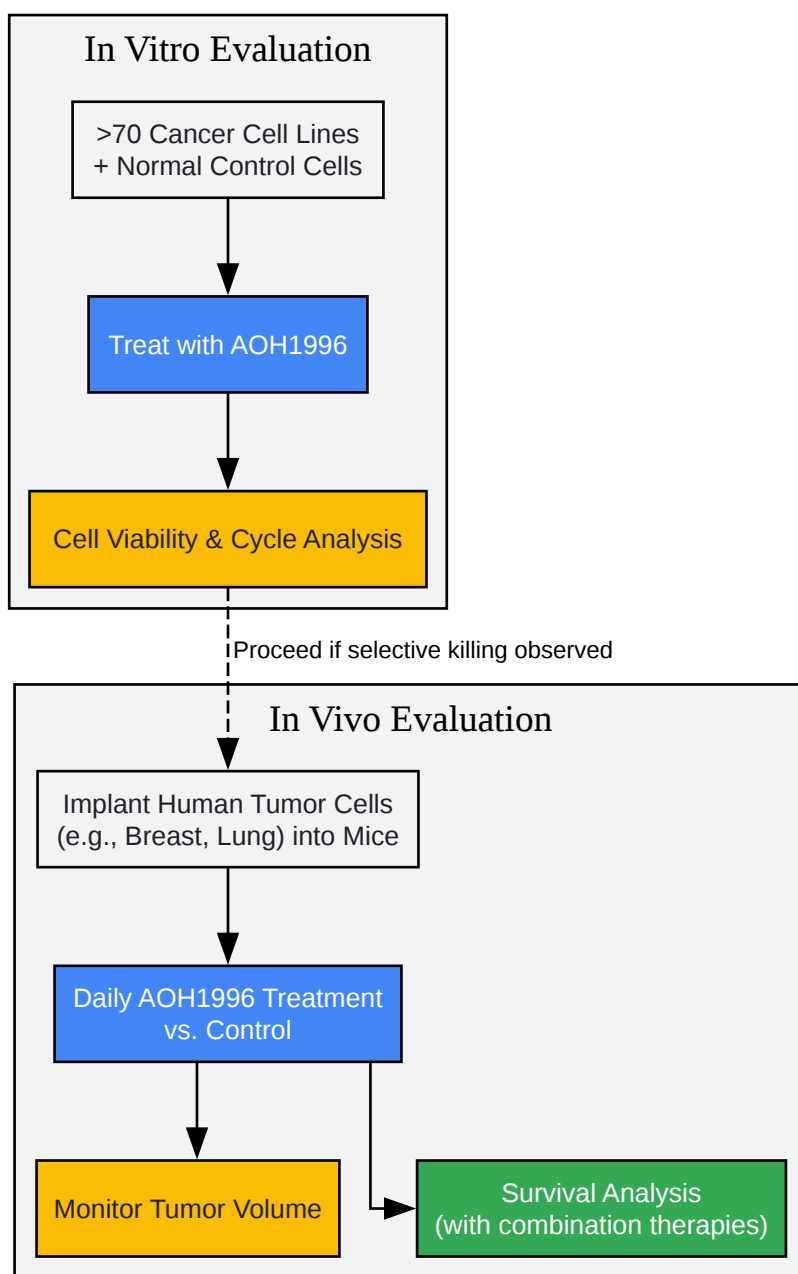 In Vitro Evaluation
>70 Cancer Cell Lines
+ Normal Control Cells
Treat with AOH1996
Cell Viability & Cycle Analysis
Proceed if selective killing observed
In Vivo Evaluation
Implant Human Tumor Cells
(e.g., Breast, Lung) into Mice
Daily AOH1996 Treatment
vs. Control
Monitor Tumor Volume
Survival Analysis
(with combination therapies)